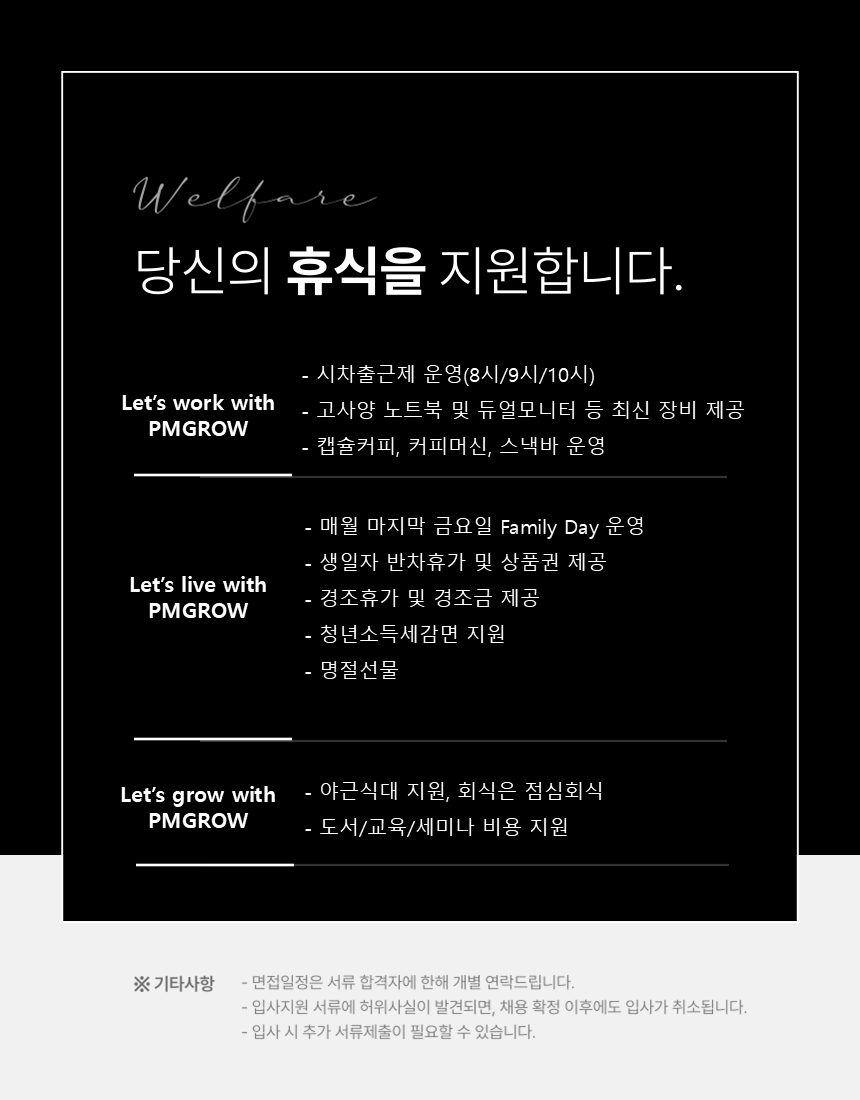 Welfare
당신의 휴식을 지원합니다.
Let’s work with
PMGROW
- 시차출근제 운영(8시/9시/10시)
- 고사양 노트북 및 듀얼모니터 등 최신 장비 제공
- 캡슐커피, 커피머신, 스낵바 운영
Let’s live with
PMGROW
- 매월 마지막 금요일 Family Day 운영
- 생일자 반차휴가 및 상품권 제공
- 경조휴가 및 경조금 제공
- 청년소득세감면 지원
- 명절선물
Let’s grow with
PMGROW
- 야근식대 지원, 회식은 점심회식
- 도서/교육/세미나 비용 지원
※ 기타사항
- 면접일정은 서류 합격자에 한해 개별 연락드립니다.
- 입사지원 서류에 허위사실이 발견되면, 채용 확정 이후에도 입사가 취소됩니다.
- 입사 시 추가 서류제출이 필요할 수 있습니다.